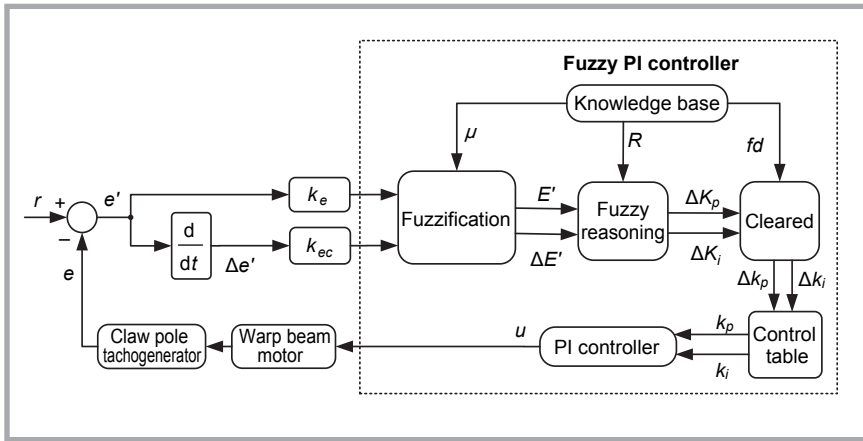 Fuzzy PI controller
Knowledge base
μ
R
fd
r
+
−
e'
k_e
Fuzzification
E'
ΔE'
Fuzzy
reasoning
ΔK_p
ΔK_i
Cleared
d
dt
Δe'
k_ec
e
Δk_p
Δk_i
Claw pole
tachogenerator
Warp beam
motor
u
PI controller
k_p
k_i
Control
table